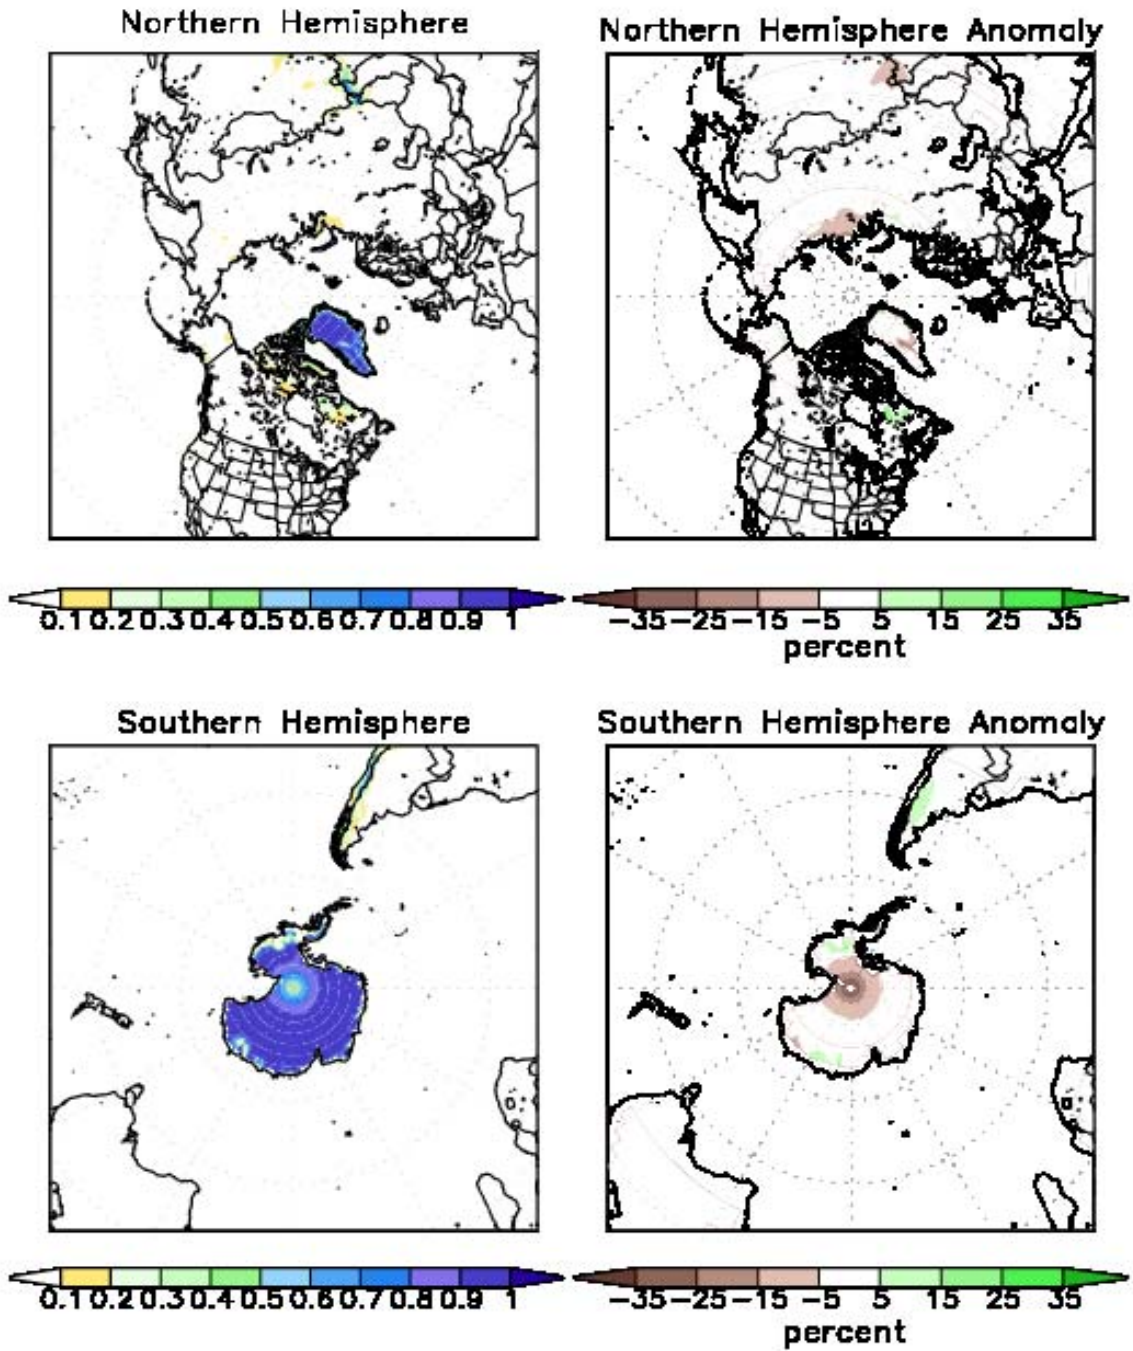 Northern Hemisphere
Northern Hemisphere Anomaly
0.1 0.2 0.3 0.4 0.5 0.6 0.7 0.8 0.9 1
-35 -25 -15 -5 5 15 25 35
percent
Southern Hemisphere
Southern Hemisphere Anomaly
0.1 0.2 0.3 0.4 0.5 0.6 0.7 0.8 0.9 1
-35 -25 -15 -5 5 15 25 35
percent